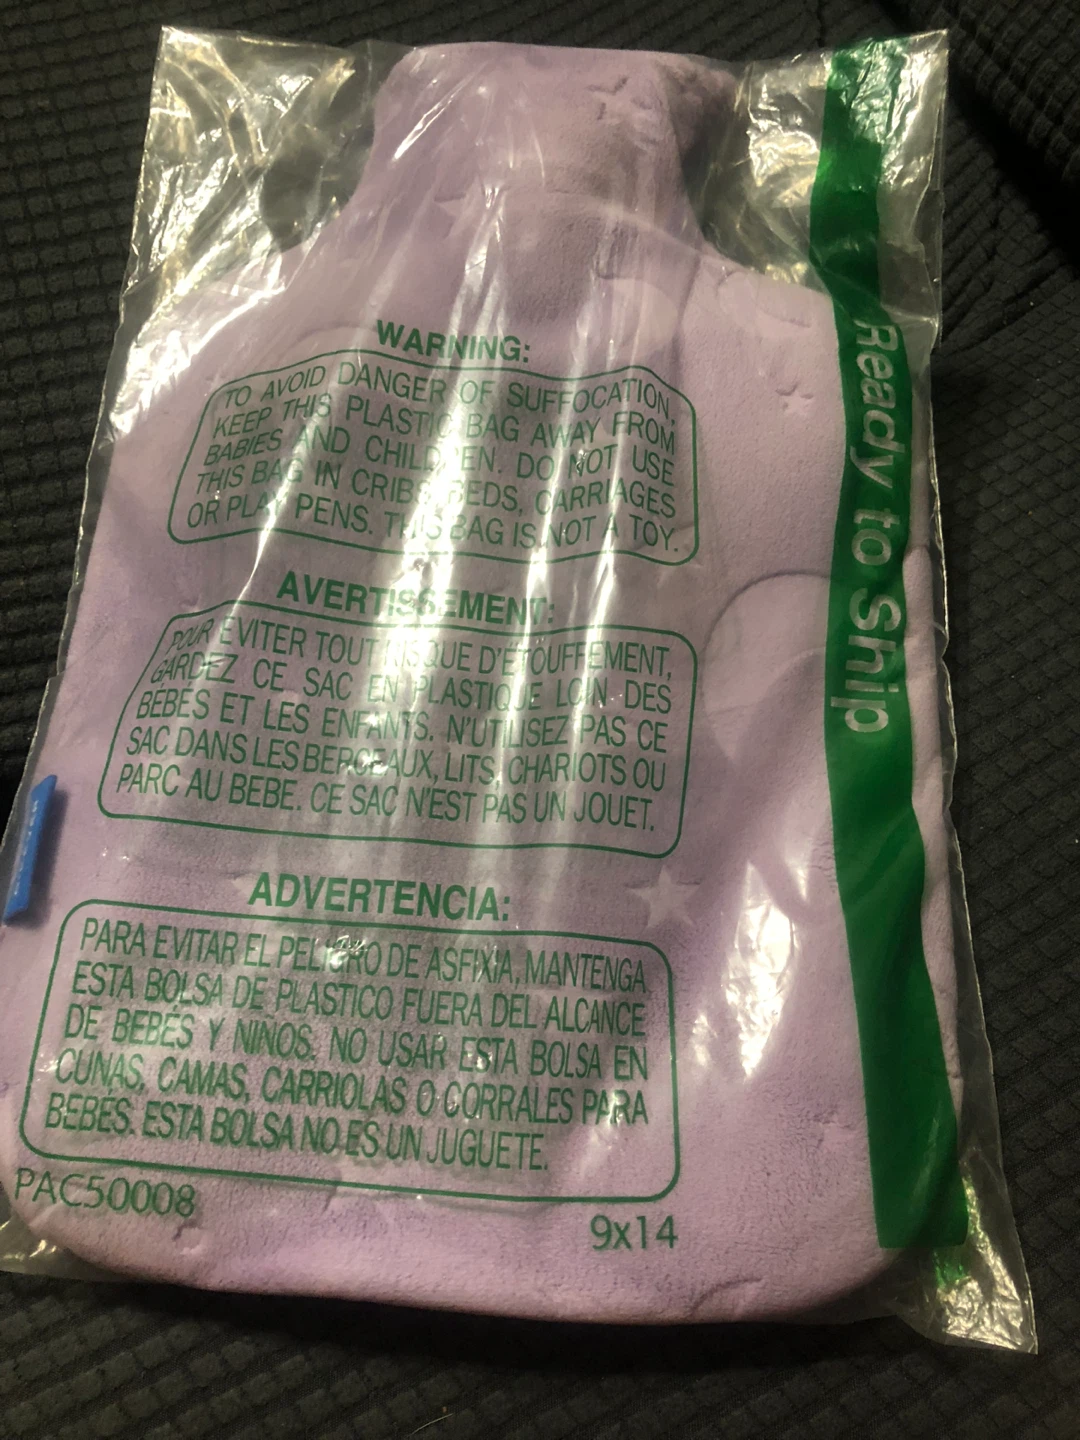 WARNING:
TO AVOID DANGER OF SUFFOCATION,
KEEP THIS PLASTIC BAG AWAY FROM
BABIES AND CHILDREN. DO NOT USE
THIS BAG IN CRIBS, BEDS, CARRIAGES
OR PLAY PENS. THIS BAG IS NOT A TOY.
AVERTISSEMENT:
POUR EVITER TOUT RISQUE D'ETOUFFEMENT,
GARDEZ CE SAC EN PLASTIQUE LOIN DES
BÉBÉS ET LES ENFANTS. N'UTILISEZ PAS CE
SAC DANS LES BERCEAUX, LITS, CHARIOTS OU
PARC AU BEBE. CE SAC N'EST PAS UN JOUET.
ADVERTENCIA:
PARA EVITAR EL PELIGRO DE ASFIXIA, MANTENGA
ESTA BOLSA DE PLASTICO FUERA DEL ALCANCE
DE BEBÉS Y NIÑOS. NO USAR ESTA BOLSA EN
CUNAS, CAMAS, CARRIOLAS O CORRALES PARA
BEBÉS. ESTA BOLSA NO ES UN JUGUETE.
PAC50008
9x14
Ready to Ship